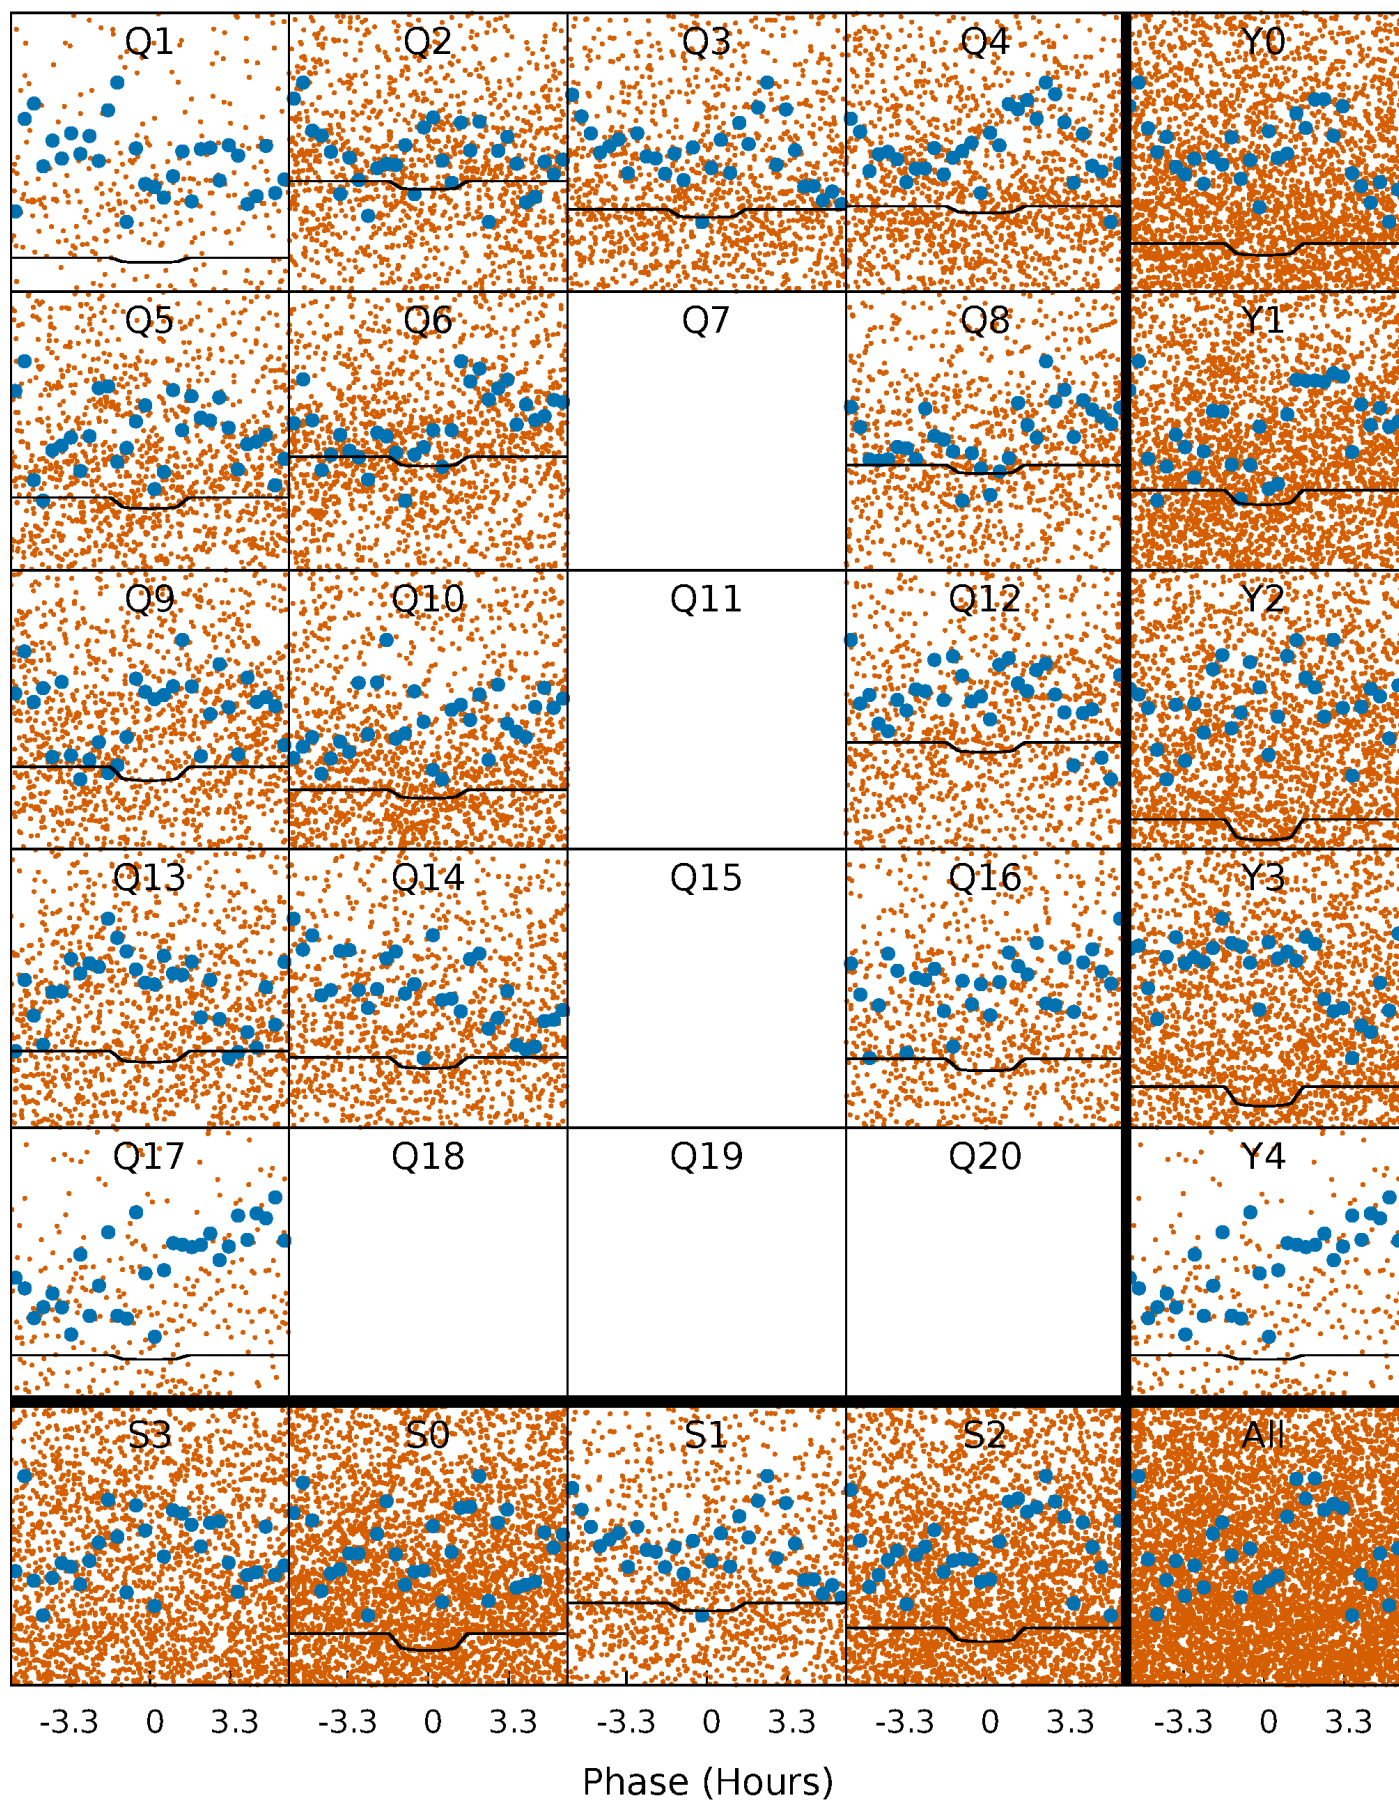 Q1 Q2 Q3 Q4 Y0
Q5 Q6 Q7 Q8 Y1
Q9 Q10 Q11 Q12 Y2
Q13 Q14 Q15 Q16 Y3
Q17 Q18 Q19 Q20 Y4
S3 S0 S1 S2 All
-3.3 0 3.3 -3.3 0 3.3 -3.3 0 3.3 -3.3 0 3.3 -3.3 0 3.3
Phase (Hours)